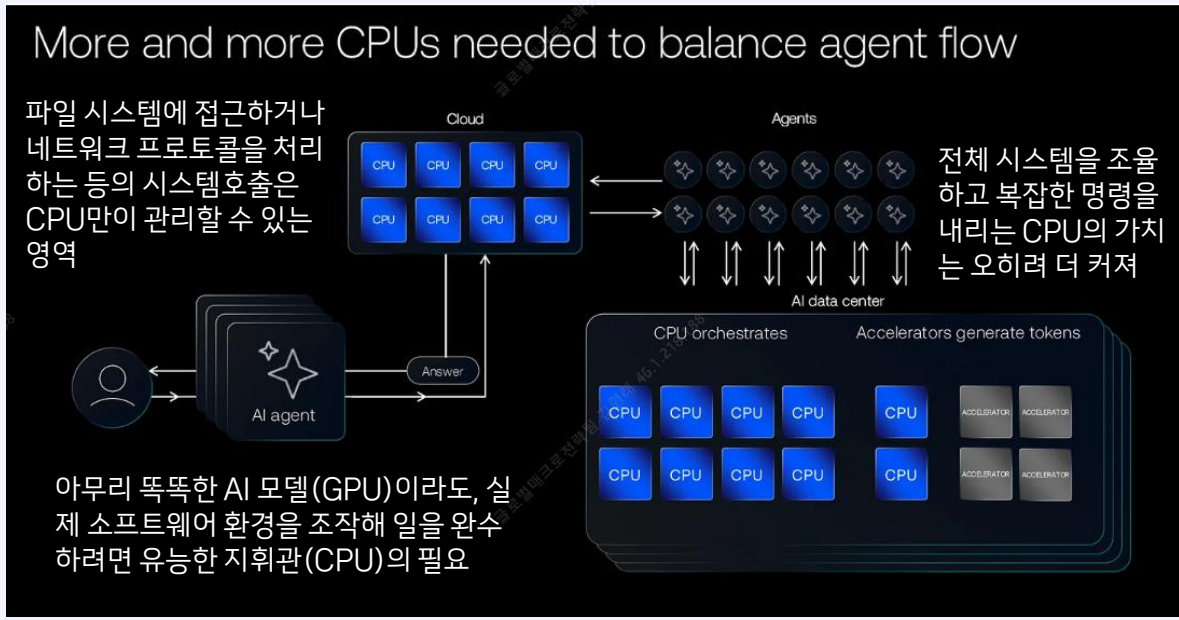 More and more CPUs needed to balance agent flow
파일 시스템에 접근하거나
네트워크 프로토콜을 처리
하는 등의 시스템호출은
CPU만이 관리할 수 있는
영역
Cloud
CPU CPU CPU CPU
CPU CPU CPU CPU
Agents
전체 시스템을 조율
하고 복잡한 명령을
내리는 CPU의 가치
는 오히려 더 커져
Answer
AI agent
AI data center
CPU orchestrates
Accelerators generate tokens
CPU CPU CPU CPU CPU ACCELERATOR ACCELERATOR
CPU CPU CPU CPU CPU ACCELERATOR ACCELERATOR
아무리 똑똑한 AI 모델(GPU)이라도, 실
제 소프트웨어 환경을 조작해 일을 완수
하려면 유능한 지휘관(CPU)의 필요